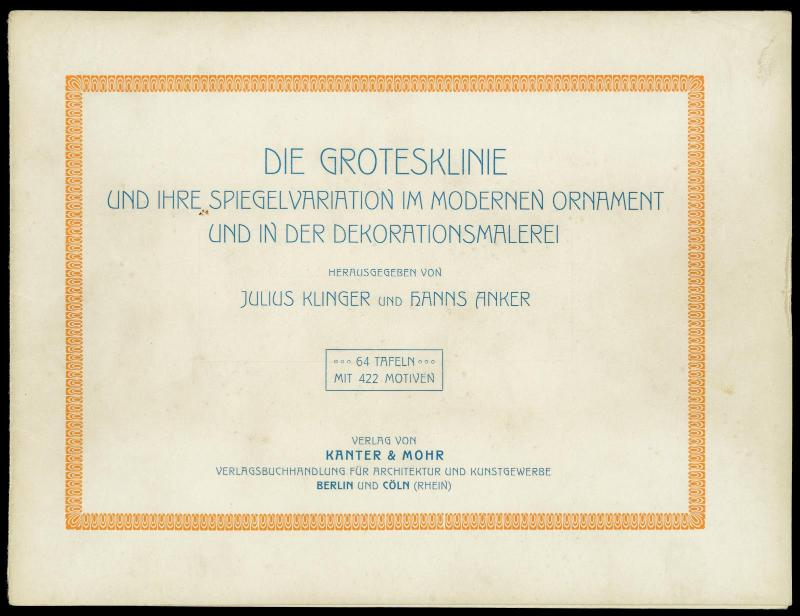 DIE GROTESKLINIE
UND IHRE SPIEGELVARIATION IM MODERNEN ORNAMENT
UND IN DER DEKORATIONSMALEREI
HERAUSGEGEBEN VON
JULIUS KLINGER UND HANNS ANKER
°°° 64 TAFELN °°°
MIT 422 MOTIVEN
VERLAG VON
KANTER & MOHR
VERLAGSBUCHHANDLUNG FÜR ARCHITEKTUR UND KUNSTGEWERBE
BERLIN UND CÖLN (RHEIN)